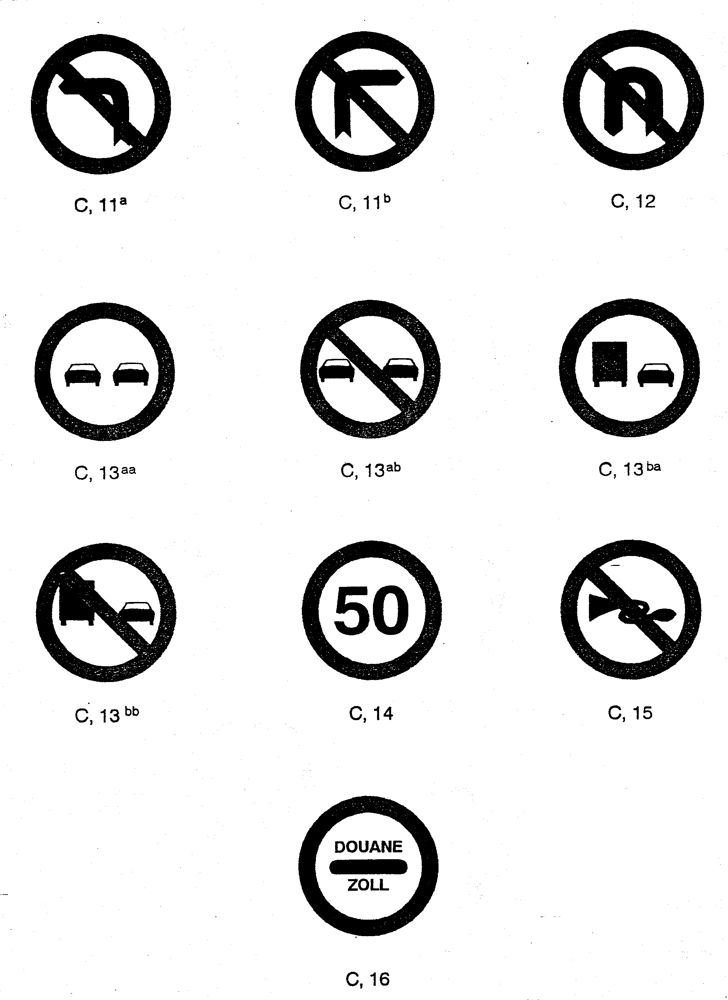 C, 11ᵃ
C, 11ᵇ
C, 12
C, 13ᵃᵃ
C, 13ᵃᵇ
C, 13ᵇᵃ
C, 13ᵇᵇ
50
C, 14
C, 15
DOUANE
ZOLL
C, 16